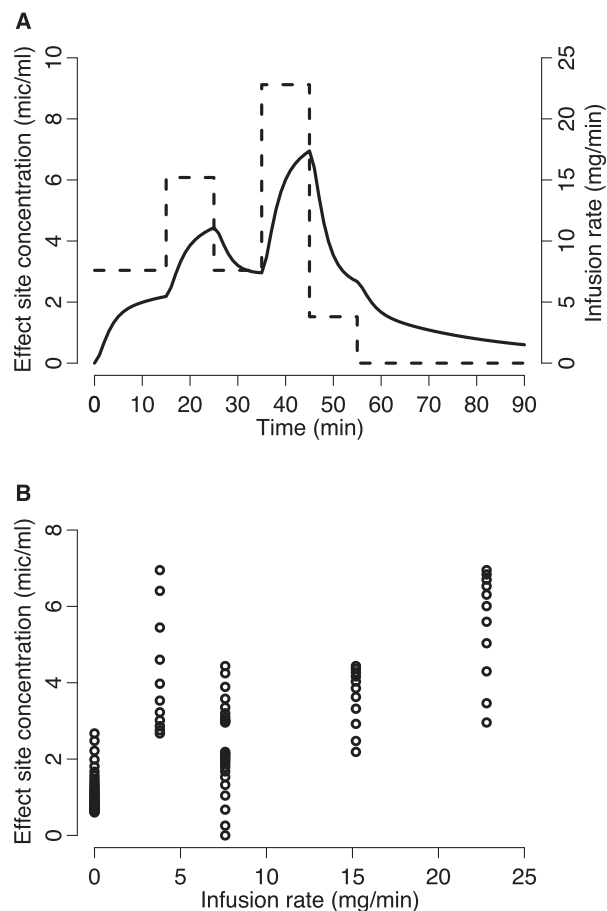 A
Effect site concentration (mic/ml)
10
8
6
4
2
0
25
20
15
10
5
0
Infusion rate (mg/min)
0 10 20 30 40 50 60 70 80 90
Time (min)
B
Effect site concentration (mic/ml)
8
6
4
2
0
0 5 10 15 20 25
Infusion rate (mg/min)